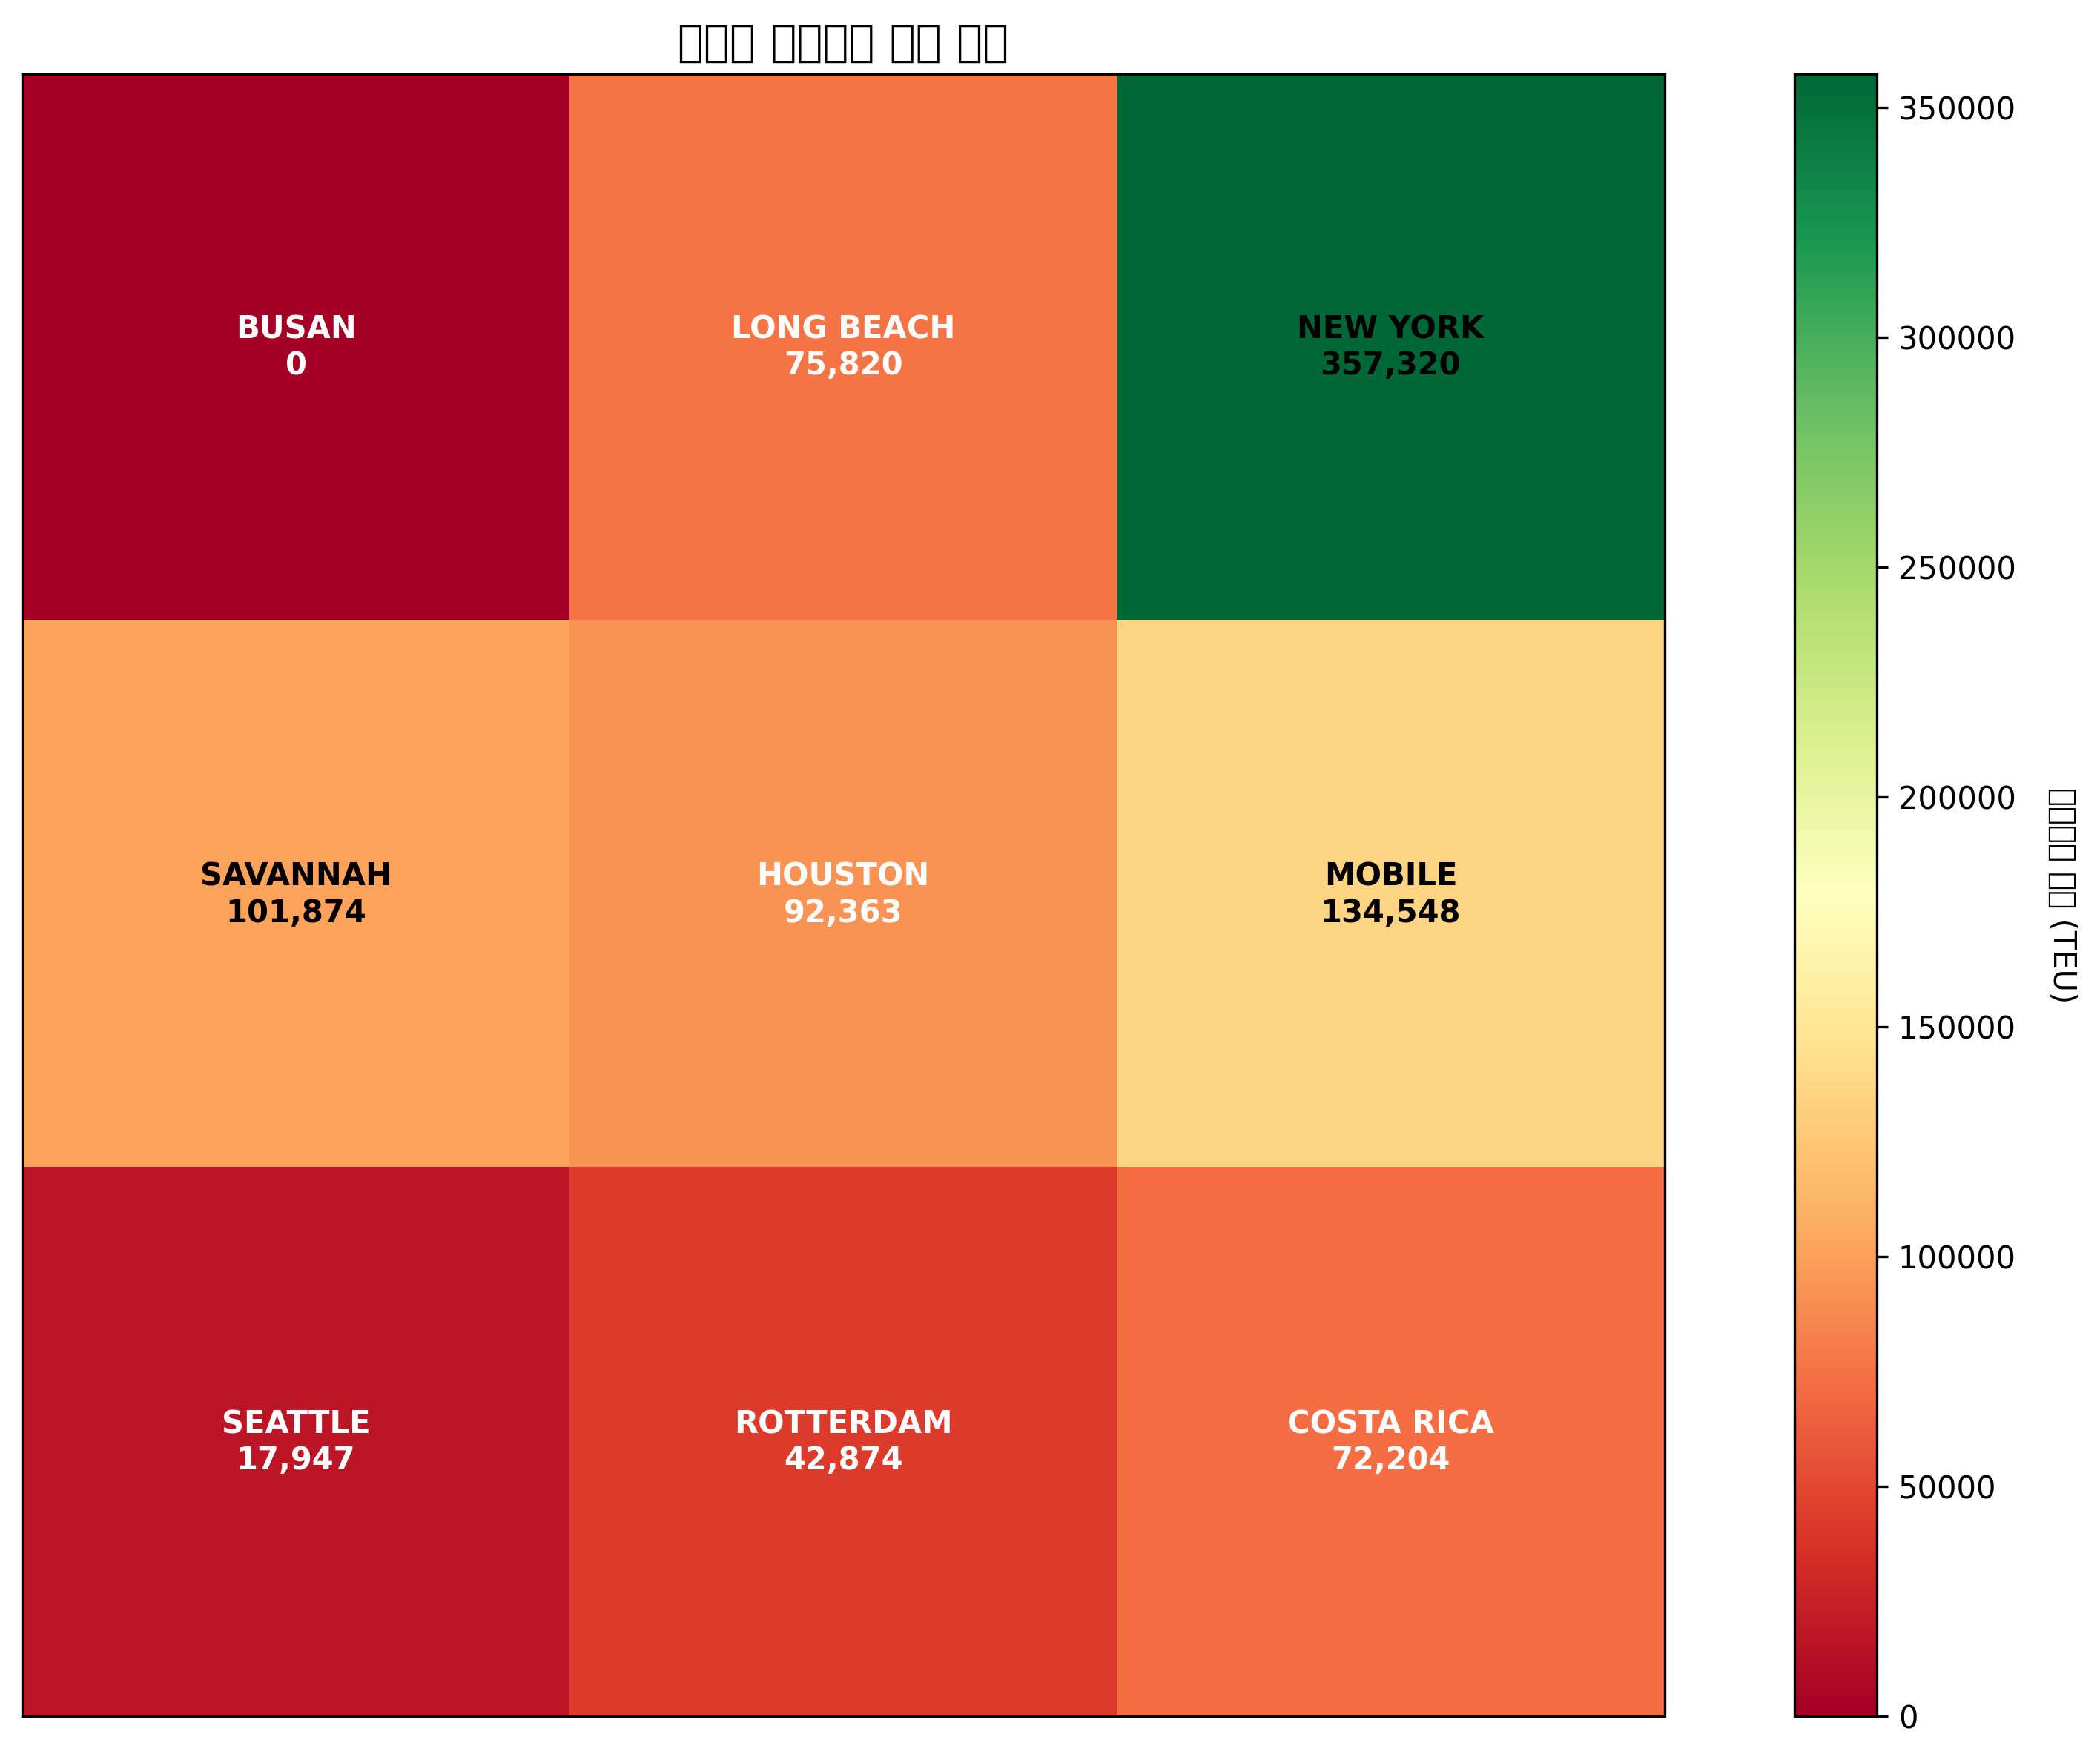 BUSAN
0
LONG BEACH
75,820
NEW YORK
357,320
SAVANNAH
101,874
HOUSTON
92,363
MOBILE
134,548
SEATTLE
17,947
ROTTERDAM
42,874
COSTA RICA
72,204
350000
300000
250000
200000
150000
100000
50000
0
(TEU)